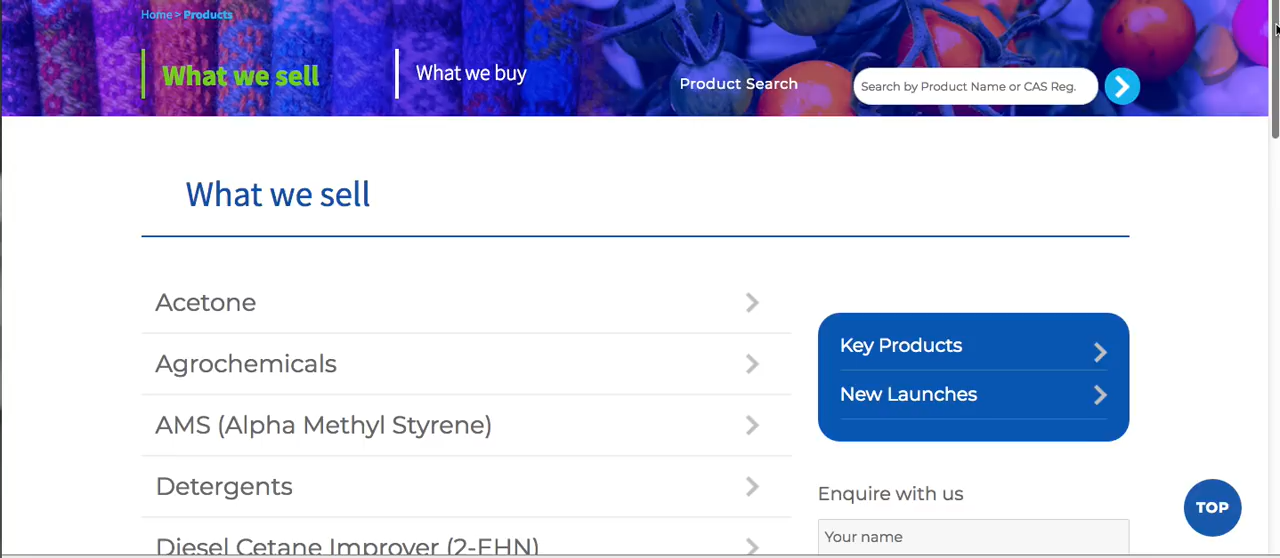 Home > Products
What we sell
What we buy
Product Search
Search by Product Name or CAS Reg.
What we sell
Acetone
Agrochemicals
AMS (Alpha Methyl Styrene)
Detergents
Diesel Cetane Improver (2-EHN)
Key Products
New Launches
Enquire with us
Your name
TOP